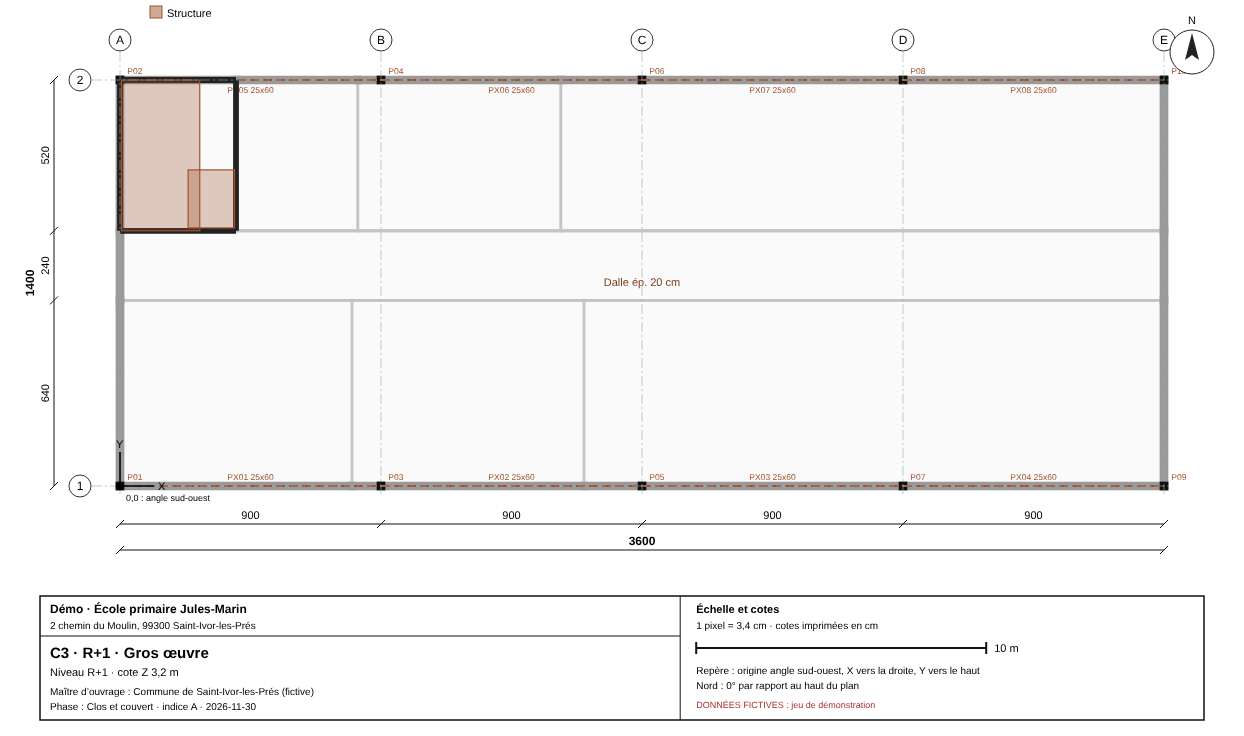 Structure
N
A
B
C
D
E
2
P02
P04
P06
P08
PX05 25x60
PX06 25x60
PX07 25x60
PX08 25x60
520
240
1400
640
Dalle ép. 20 cm
Y
P01
PX01 25x60
P03
PX02 25x60
P05
PX03 25x60
P07
PX04 25x60
P09
1
X
0,0 : angle sud-ouest
900
900
900
900
3600
Démo · École primaire Jules-Marin
2 chemin du Moulin, 99300 Saint-Ivor-les-Prés
C3 · R+1 · Gros œuvre
Niveau R+1 · cote Z 3,2 m
Maître d’ouvrage : Commune de Saint-Ivor-les-Prés (fictive)
Phase : Clos et couvert · indice A · 2026-11-30
Échelle et cotes
1 pixel = 3,4 cm · cotes imprimées en cm
10 m
Repère : origine angle sud-ouest, X vers la droite, Y vers le haut
Nord : 0° par rapport au haut du plan
DONNÉES FICTIVES : jeu de démonstration